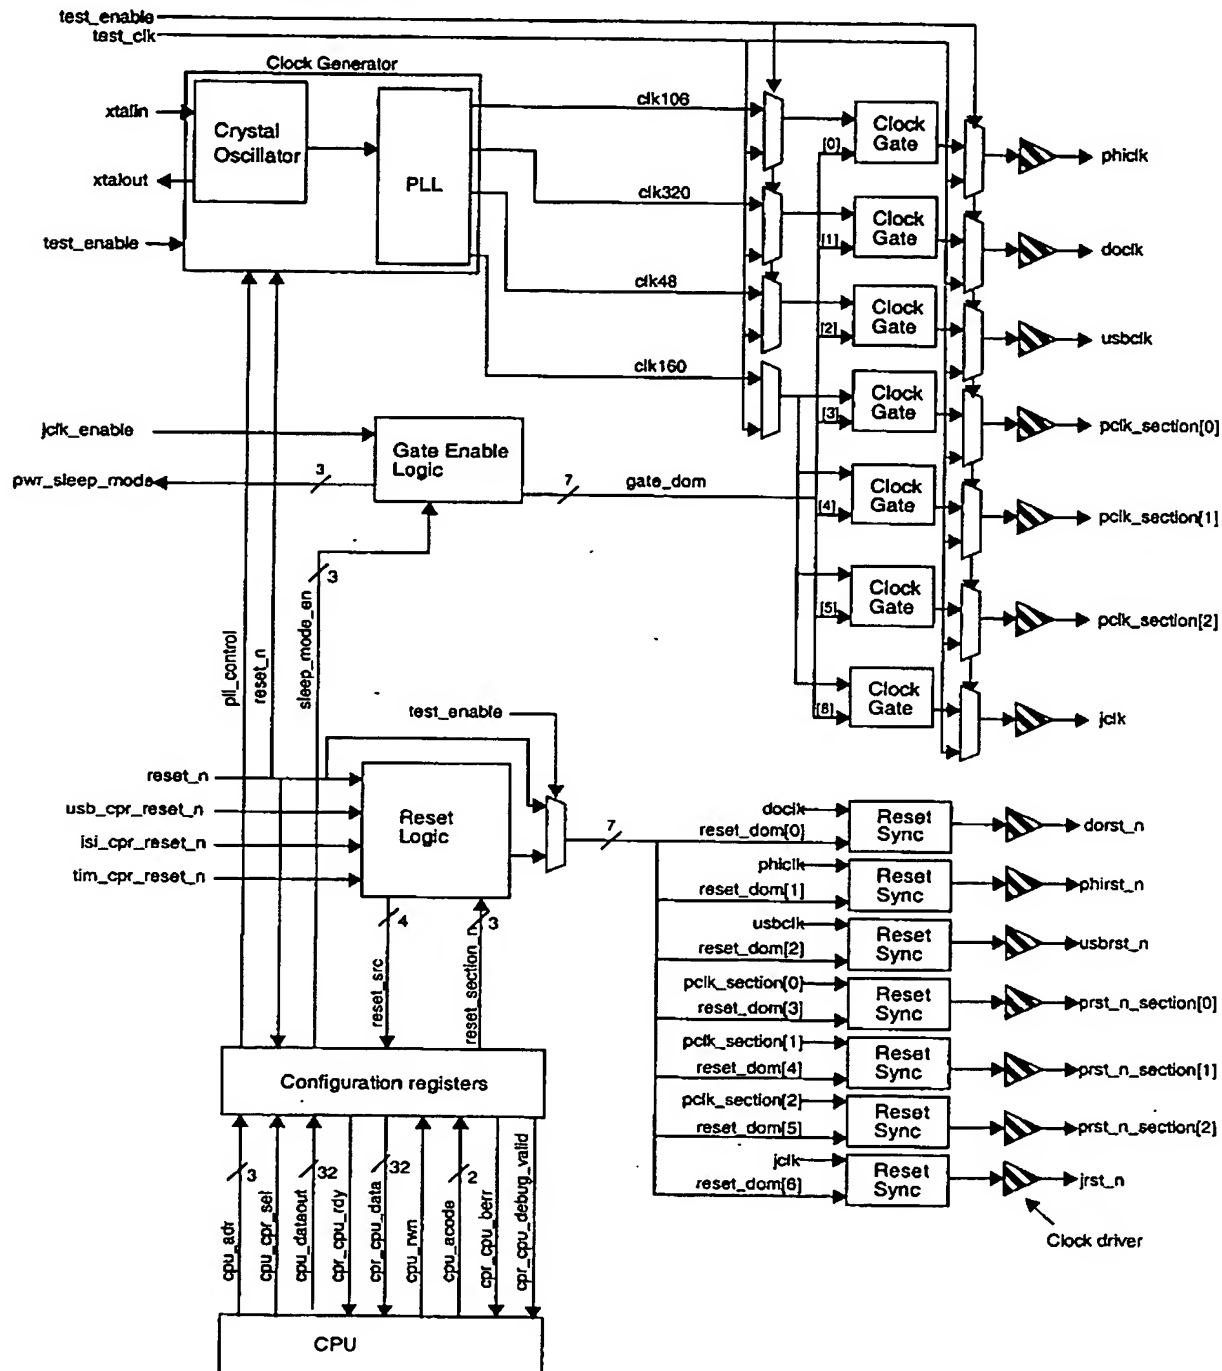 test_enable
test_clk
Clock Generator
xtalin
Crystal
Oscillator
xtalout
PLL
test_enable
clk106
clk320
clk48
clk160
[0]
Clock
Gate
phiclk
[1]
Clock
Gate
doclk
[2]
Clock
Gate
usbclk
[3]
Clock
Gate
pclk_section[0]
[4]
Clock
Gate
pclk_section[1]
[5]
Clock
Gate
pclk_section[2]
[8]
Clock
Gate
jclk
jclk_enable
Gate Enable
Logic
pwr_sleep_mode
3
7
gate_dom
3
pll_control
reset_n
sleep_mode_en
test_enable
reset_n
usb_cpr_reset_n
isi_cpr_reset_n
tim_cpr_reset_n
Reset
Logic
7
4
3
reset_src
reset_section_n
doclk
reset_dom[0]
Reset
Sync
dorst_n
phiclk
reset_dom[1]
Reset
Sync
phirst_n
usbclk
reset_dom[2]
Reset
Sync
usbrst_n
pclk_section[0]
reset_dom[3]
Reset
Sync
prst_n_section[0]
pclk_section[1]
reset_dom[4]
Reset
Sync
prst_n_section[1]
pclk_section[2]
reset_dom[5]
Reset
Sync
prst_n_section[2]
jclk
reset_dom[6]
Reset
Sync
jrst_n
Clock driver
Configuration registers
3
32
32
2
cpu_adr
cpu_cpr_sel
cpu_dataout
cpr_cpu_rdy
cpr_cpu_data
cpu_rwn
cpu_acode
cpr_cpu_berr
cpr_cpu_debug_valid
CPU